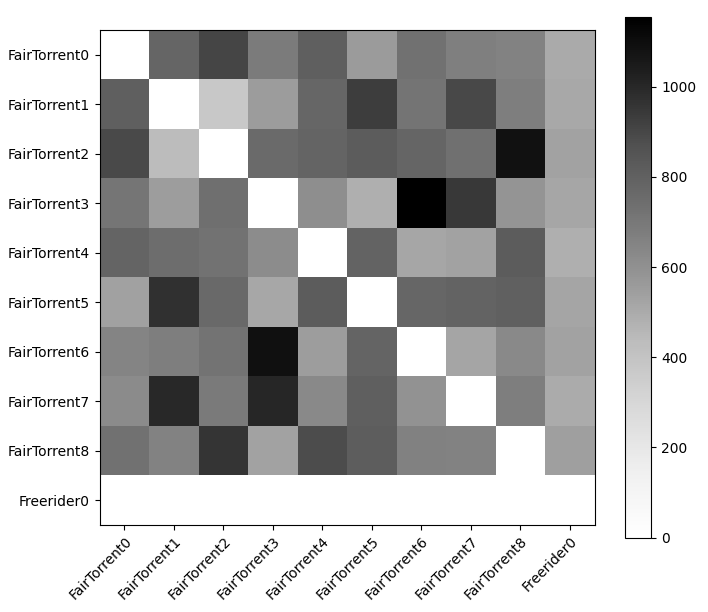 FairTorrent0
FairTorrent1
FairTorrent2
FairTorrent3
FairTorrent4
FairTorrent5
FairTorrent6
FairTorrent7
FairTorrent8
Freerider0
FairTorrent0
FairTorrent1
FairTorrent2
FairTorrent3
FairTorrent4
FairTorrent5
FairTorrent6
FairTorrent7
FairTorrent8
Freerider0
1000
800
600
400
200
0